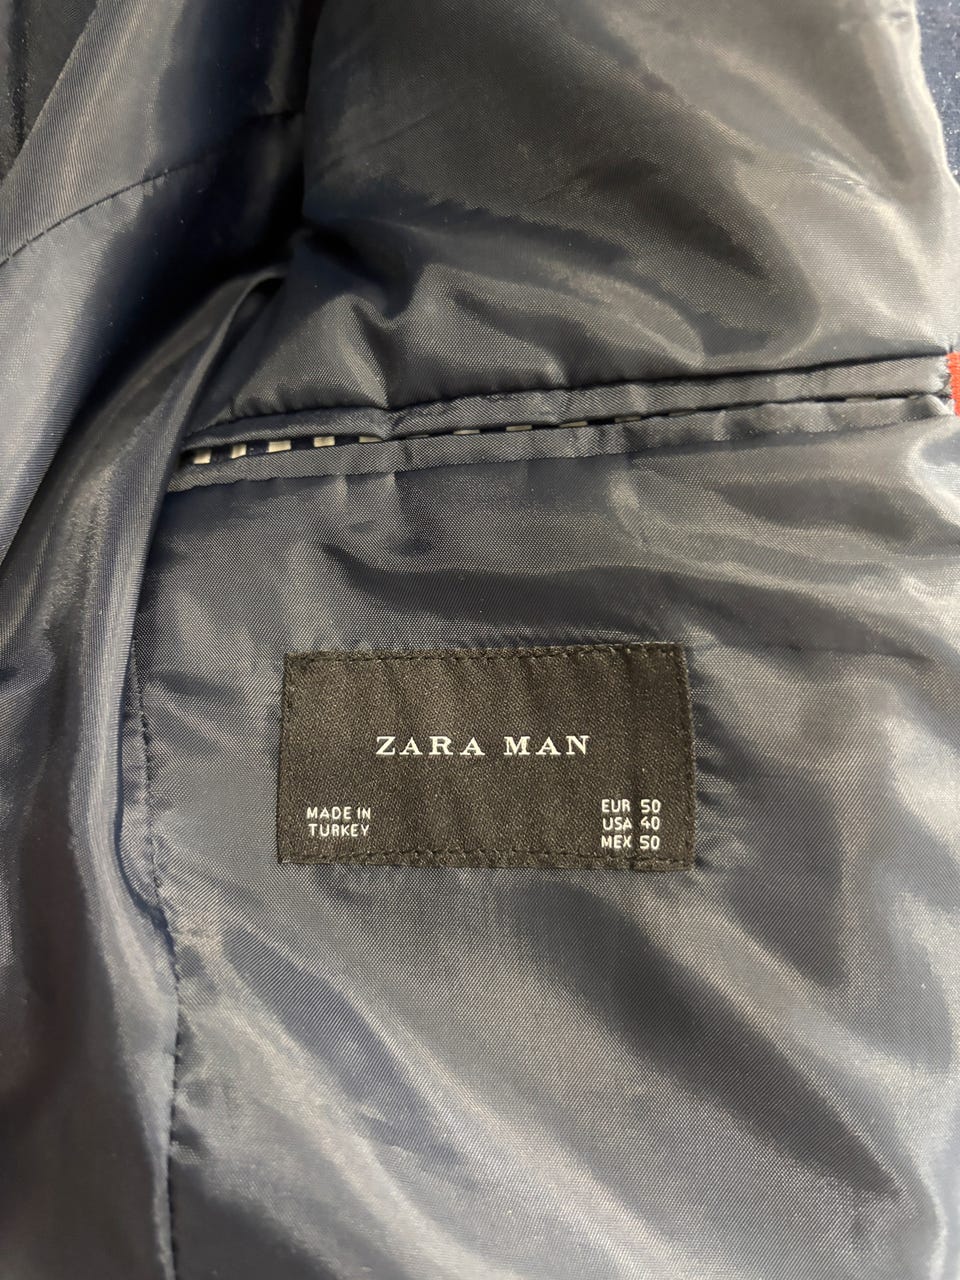 ZARA MAN
MADE IN
TURKEY
EUR 50
USA 40
MEX 50